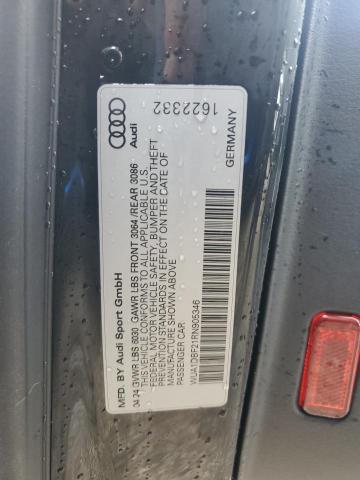 MFD. BY Audi Sport GmbH
04.24 GVWR LBS 6030 GAWR LBS FRONT 3064/REAR 3086
THIS VEHICLE CONFORMS TO ALL APPLICABLE U.S.
FEDERAL MOTOR VEHICLE SAFETY, BUMPER AND THEFT
PREVENTION STANDARDS IN EFFECT ON THE DATE OF
MANUFACTURE SHOWN ABOVE
PASSENGER CAR
WUA1DBF21RN905346
Audi
1622332
GERMANY